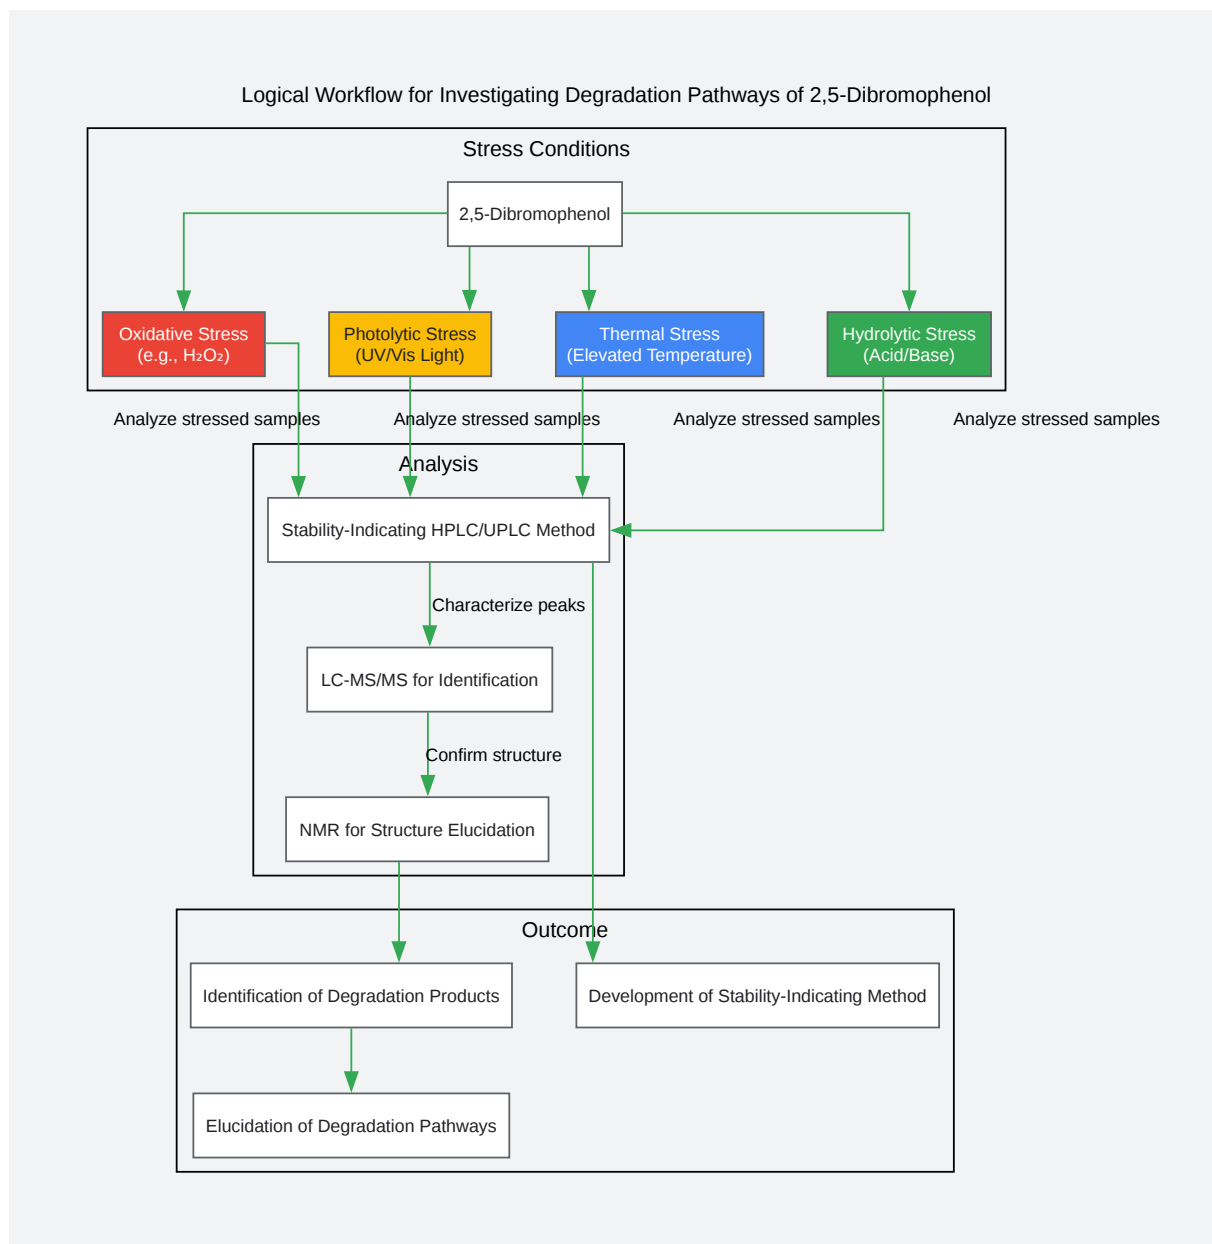 Logical Workflow for Investigating Degradation Pathways of 2,5-Dibromophenol
Stress Conditions
2,5-Dibromophenol
Oxidative Stress
(e.g., H₂O₂)
Photolytic Stress
(UV/Vis Light)
Thermal Stress
(Elevated Temperature)
Hydrolytic Stress
(Acid/Base)
Analyze stressed samples
Analyze stressed samples
Analyze stressed samples
Analyze stressed samples
Analysis
Stability-Indicating HPLC/UPLC Method
Characterize peaks
LC-MS/MS for Identification
Confirm structure
NMR for Structure Elucidation
Outcome
Identification of Degradation Products
Development of Stability-Indicating Method
Elucidation of Degradation Pathways